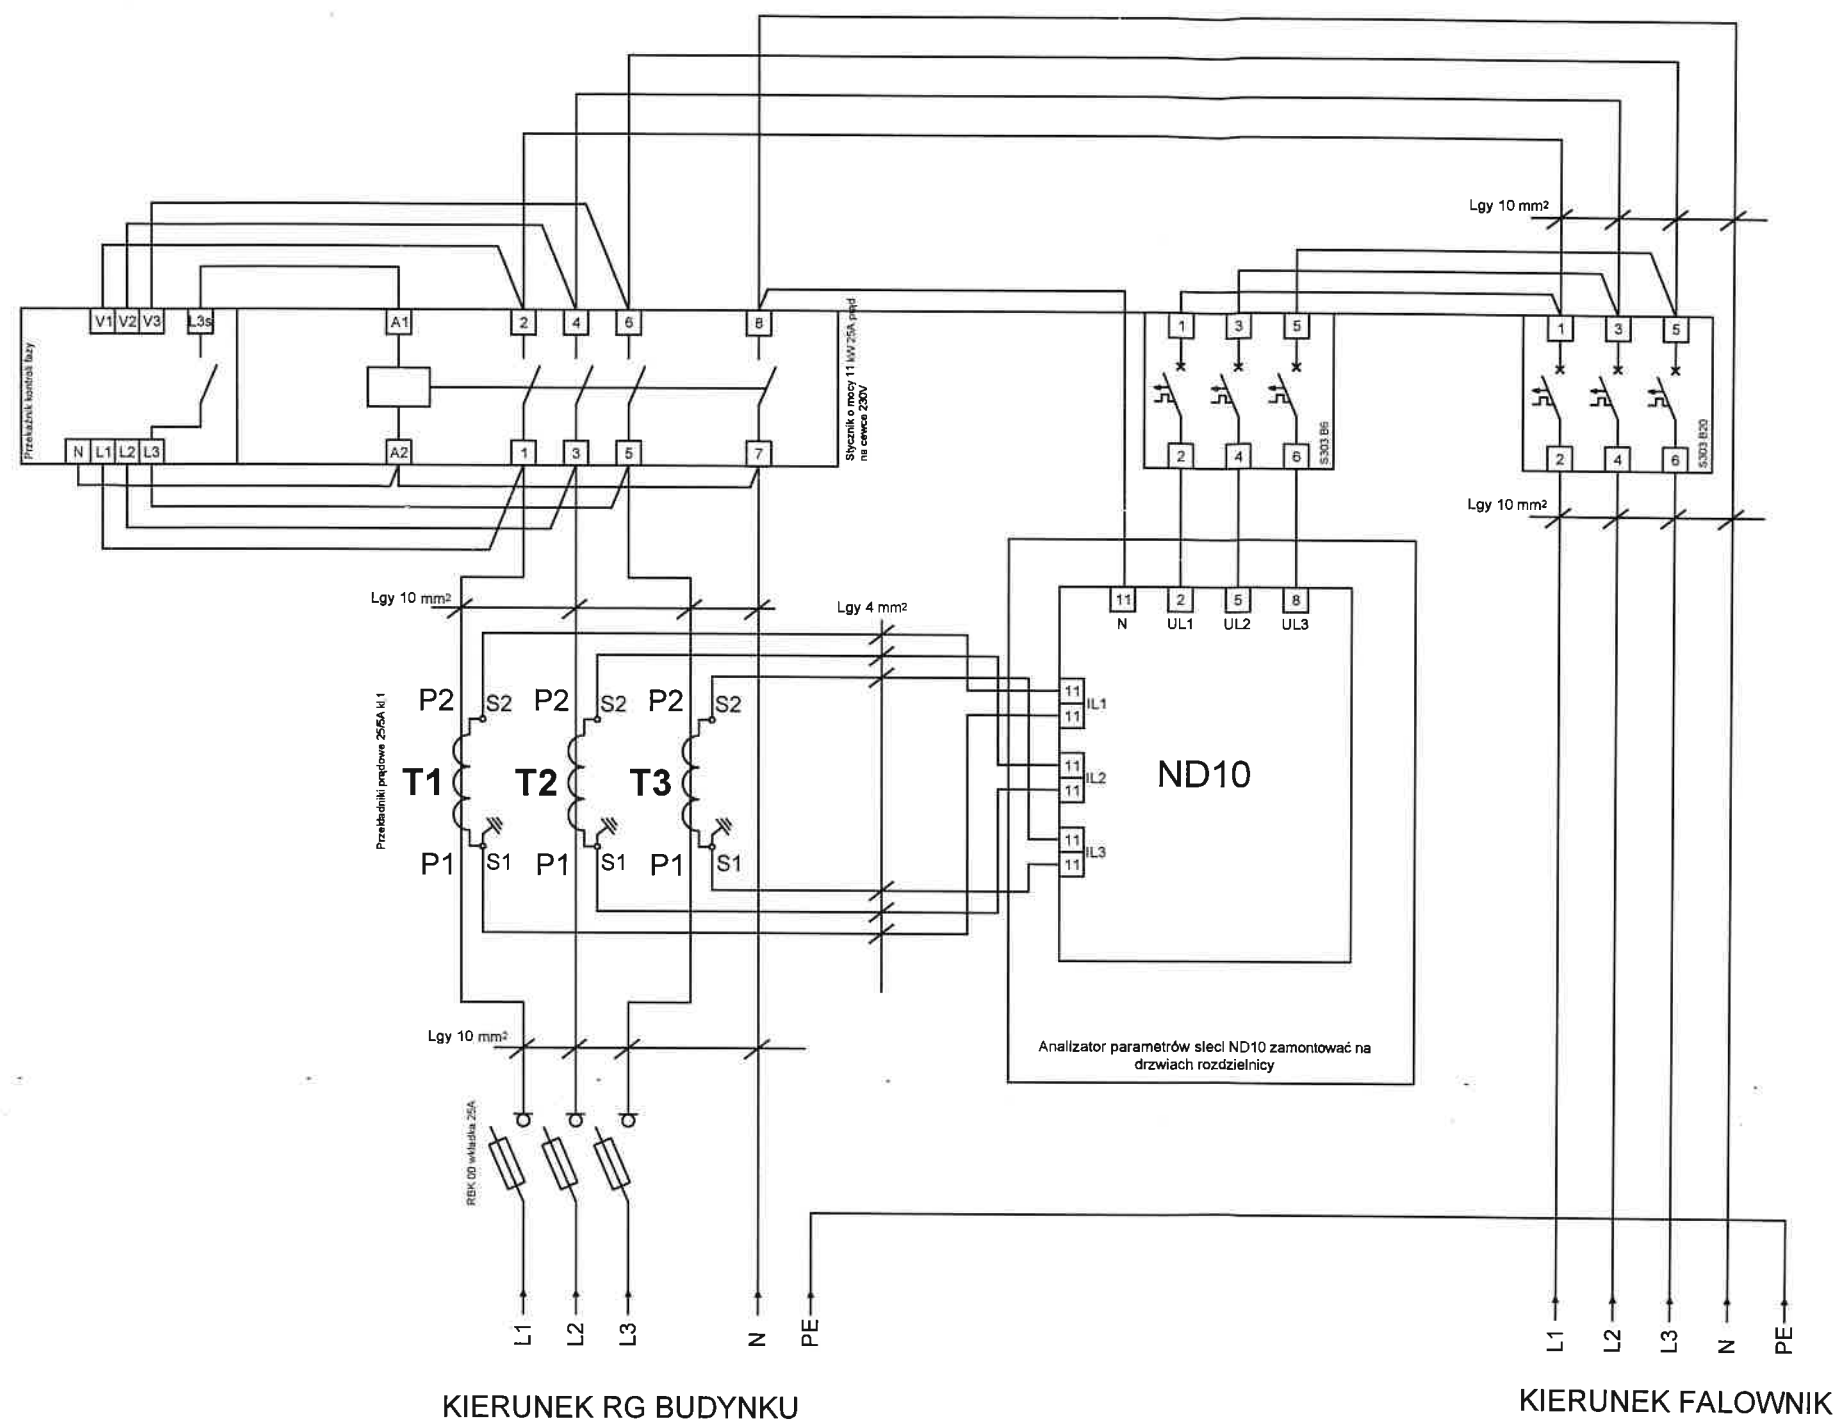 Lgy 10 mm²
V1 V2 V3 L3s A1 2 4 6 8
1 3 5
1 3 5
Przekaźnik kontroli fazy
Stycznik o mocy 11 kW 25A prąd
na cewce 230V
N L1 L2 L3 A2 1 3 5 7
2 4 6
S303 B6
2 4 6
S303 B20
Lgy 10 mm²
Lgy 10 mm²
Lgy 4 mm²
11 2 5 8
N UL1 UL2 UL3
Przekładniki prądowe 25/5A kl.1
P2 S2 P2 S2 P2 S2
T1 T2 T3
P1 S1 P1 S1 P1 S1
11
IL1
11
11
IL2
11
11
IL3
11
ND10
Lgy 10 mm²
Analizator parametrów sieci ND10 zamontować na
drzwiach rozdzielnicy
RBK 00 wkładka 25A
L1 L2 L3 N PE
L1 L2 L3 N PE
KIERUNEK RG BUDYNKU
KIERUNEK FALOWNIK